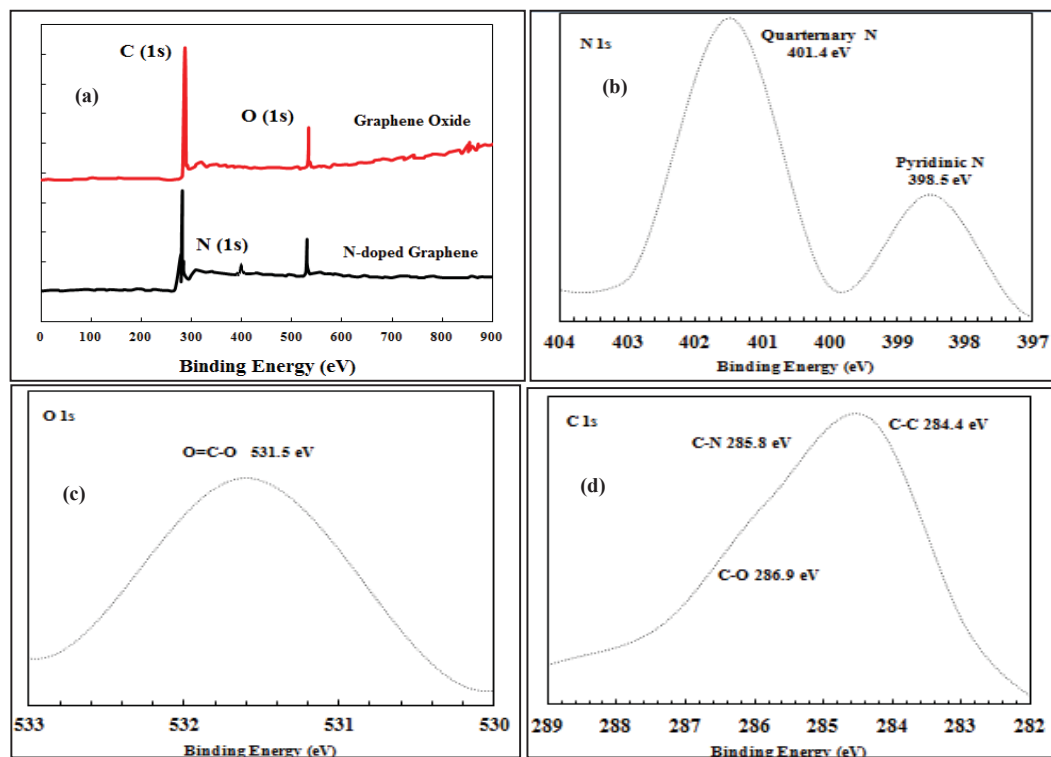 C (1s)
(a)
O (1s)
Graphene Oxide
N (1s)
N-doped Graphene
0 100 200 300 400 500 600 700 800 900
Binding Energy (eV)
N 1s
Quarternary N
401.4 eV
(b)
Pyridinic N
398.5 eV
404 403 402 401 400 399 398 397
Binding Energy (eV)
O 1s
O=C-O 531.5 eV
(c)
533 532 531 530
Binding Energy (eV)
C 1s
C-C 284.4 eV
C-N 285.8 eV
(d)
C-O 286.9 eV
289 288 287 286 285 284 283 282
Binding Energy (eV)